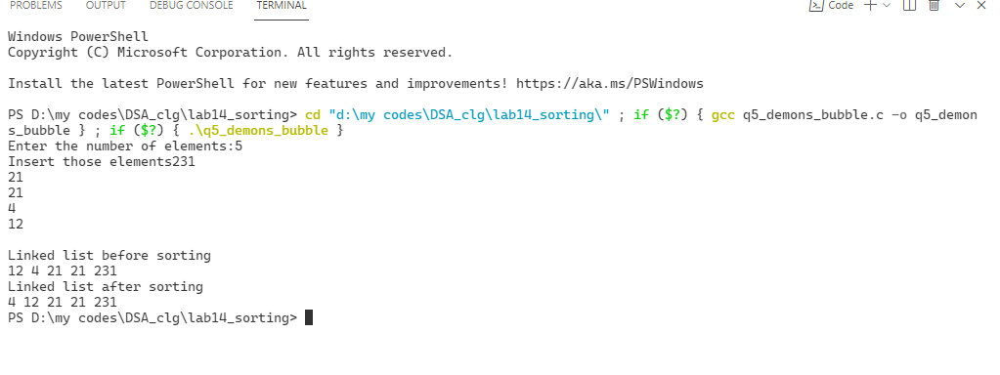 PROBLEMS OUTPUT DEBUG CONSOLE TERMINAL Code
Windows PowerShell
Copyright (C) Microsoft Corporation. All rights reserved.
Install the latest PowerShell for new features and improvements! https://aka.ms/PSWindows
PS D:\my codes\DSA_clg\lab14_sorting> cd "d:\my codes\DSA_clg\lab14_sorting\" ; if ($?) { gcc q5_demons_bubble.c -o q5_demon
s_bubble } ; if ($?) { .\q5_demons_bubble }
Enter the number of elements:5
Insert those elements231
21
21
4
12
Linked list before sorting
12 4 21 21 231
Linked list after sorting
4 12 21 21 231
PS D:\my codes\DSA_clg\lab14_sorting>